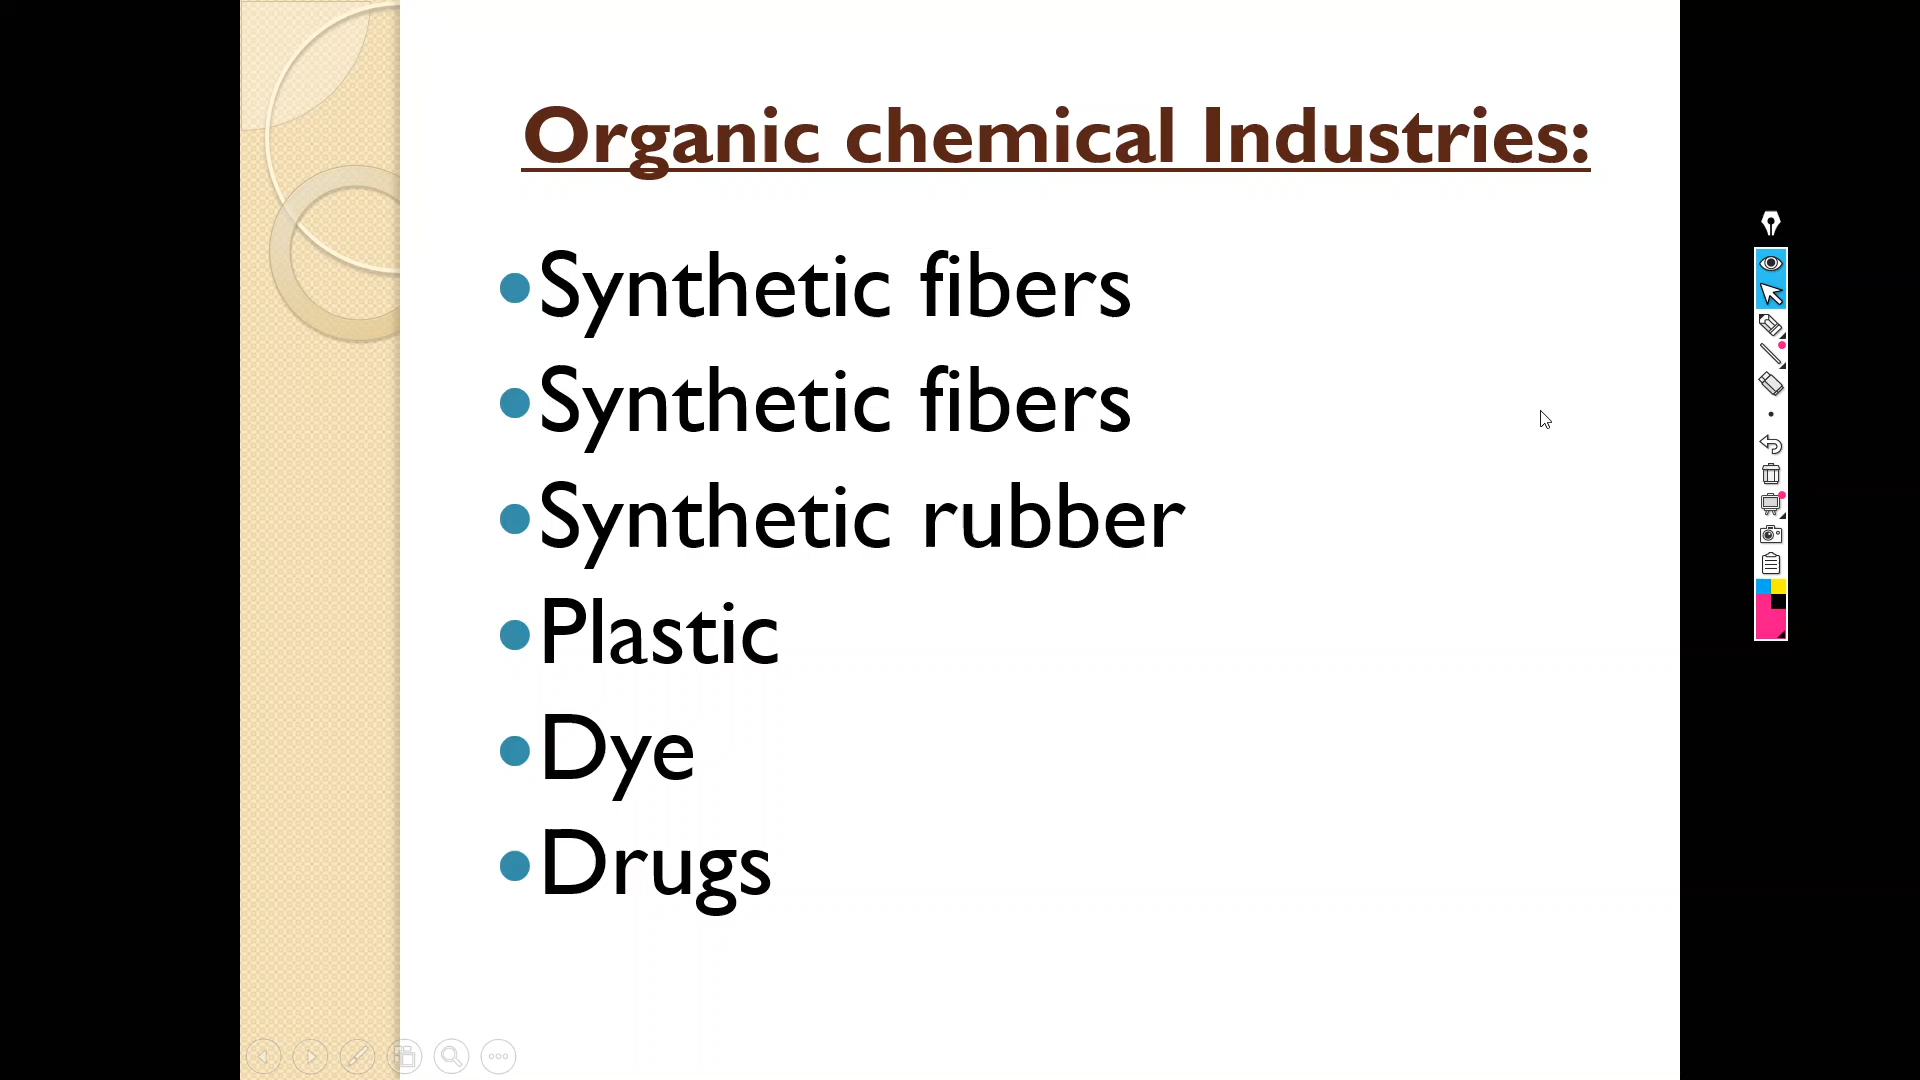 Organic chemical Industries:
•Synthetic fibers
•Synthetic fibers
•Synthetic rubber
•Plastic
•Dye
•Drugs